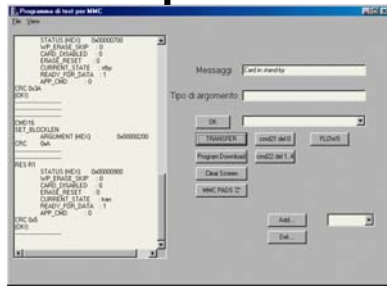 Programma di test per MMC
File View
STATUS (HEX): 0x00000700
WP_ERASE_SKIP : 0
CARD_DISABLED : 0
ERASE_RESET : 0
CURRENT_STATE : stby
READY_FOR_DATA : 1
APP_CMD : 0
CRC 0x3A
(OK!)
CMD16
SET_BLOCKLEN
ARGUMENT (HEX) : 0x00000200
CRC 0xA
RES R1
STATUS (HEX): 0x00000900
WP_ERASE_SKIP : 0
CARD_DISABLED : 0
ERASE_RESET : 0
CURRENT_STATE : tran
READY_FOR_DATA : 1
APP_CMD : 0
CRC 0x5
(OK!)
Messaggi Card in stand-by
Tipo di argomento
OK
TRANSFER cmd21 del 0 FLOW0
Program Download cmd22 del 1, 4
Clear Screen
MMC PADS 'Z'
Add...
Del...